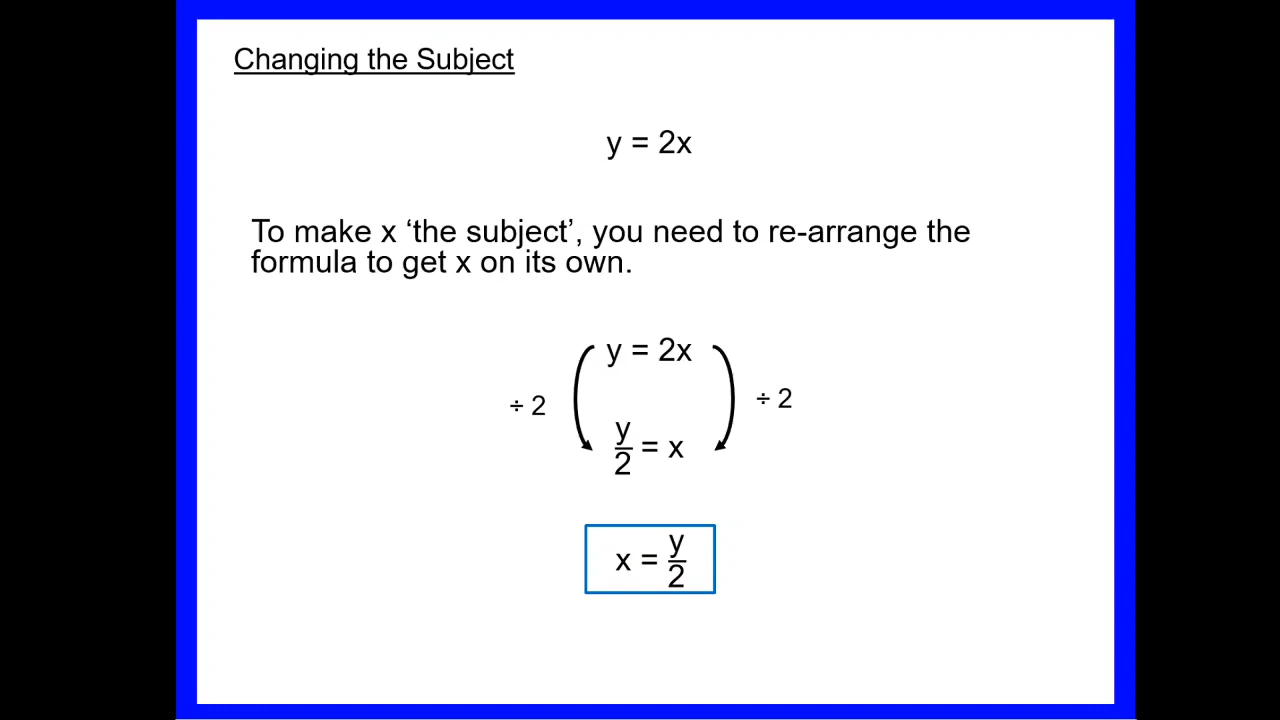 Changing the Subject
y = 2x
To make x ‘the subject’, you need to re-arrange the
formula to get x on its own.
y = 2x
÷ 2
÷ 2
y
2
= x
x =
y
2